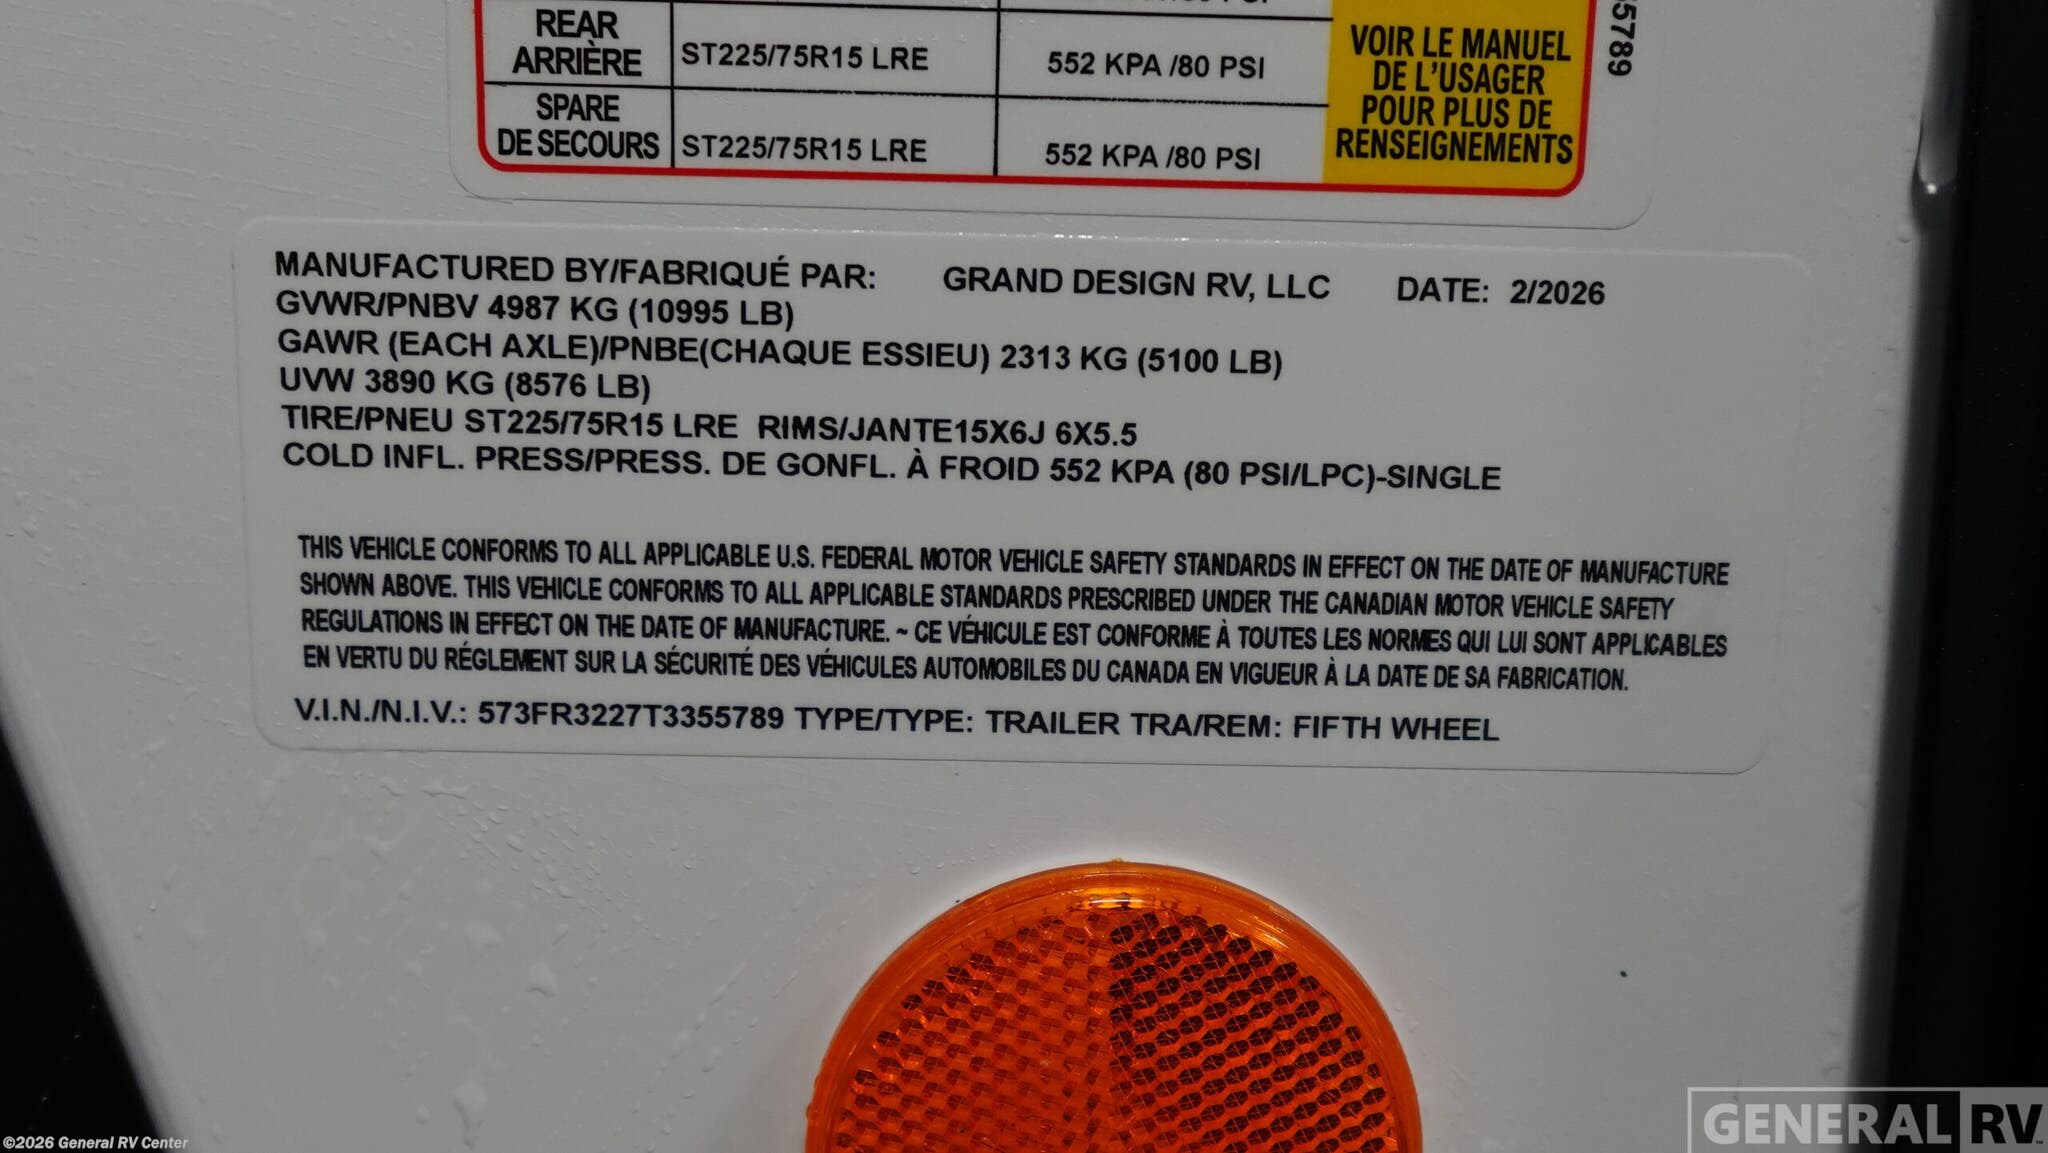 REAR
ARRIÈRE
ST225/75R15 LRE
552 KPA /80 PSI
SPARE
DE SECOURS
ST225/75R15 LRE
552 KPA /80 PSI
VOIR LE MANUEL
DE L'USAGER
POUR PLUS DE
RENSEIGNEMENTS
5789
MANUFACTURED BY/FABRIQUÉ PAR: GRAND DESIGN RV, LLC DATE: 2/2026
GVWR/PNBV 4987 KG (10995 LB)
GAWR (EACH AXLE)/PNBE(CHAQUE ESSIEU) 2313 KG (5100 LB)
UVW 3890 KG (8576 LB)
TIRE/PNEU ST225/75R15 LRE RIMS/JANTE15X6J 6X5.5
COLD INFL. PRESS/PRESS. DE GONFL. À FROID 552 KPA (80 PSI/LPC)-SINGLE
THIS VEHICLE CONFORMS TO ALL APPLICABLE U.S. FEDERAL MOTOR VEHICLE SAFETY STANDARDS IN EFFECT ON THE DATE OF MANUFACTURE
SHOWN ABOVE. THIS VEHICLE CONFORMS TO ALL APPLICABLE STANDARDS PRESCRIBED UNDER THE CANADIAN MOTOR VEHICLE SAFETY
REGULATIONS IN EFFECT ON THE DATE OF MANUFACTURE. ~ CE VÉHICULE EST CONFORME À TOUTES LES NORMES QUI LUI SONT APPLICABLES
EN VERTU DU RÉGLEMENT SUR LA SÉCURITÉ DES VÉHICULES AUTOMOBILES DU CANADA EN VIGUEUR À LA DATE DE SA FABRICATION.
V.I.N./N.I.V.: 573FR3227T3355789 TYPE/TYPE: TRAILER TRA/REM: FIFTH WHEEL
GENERAL RV
©2026 General RV Center